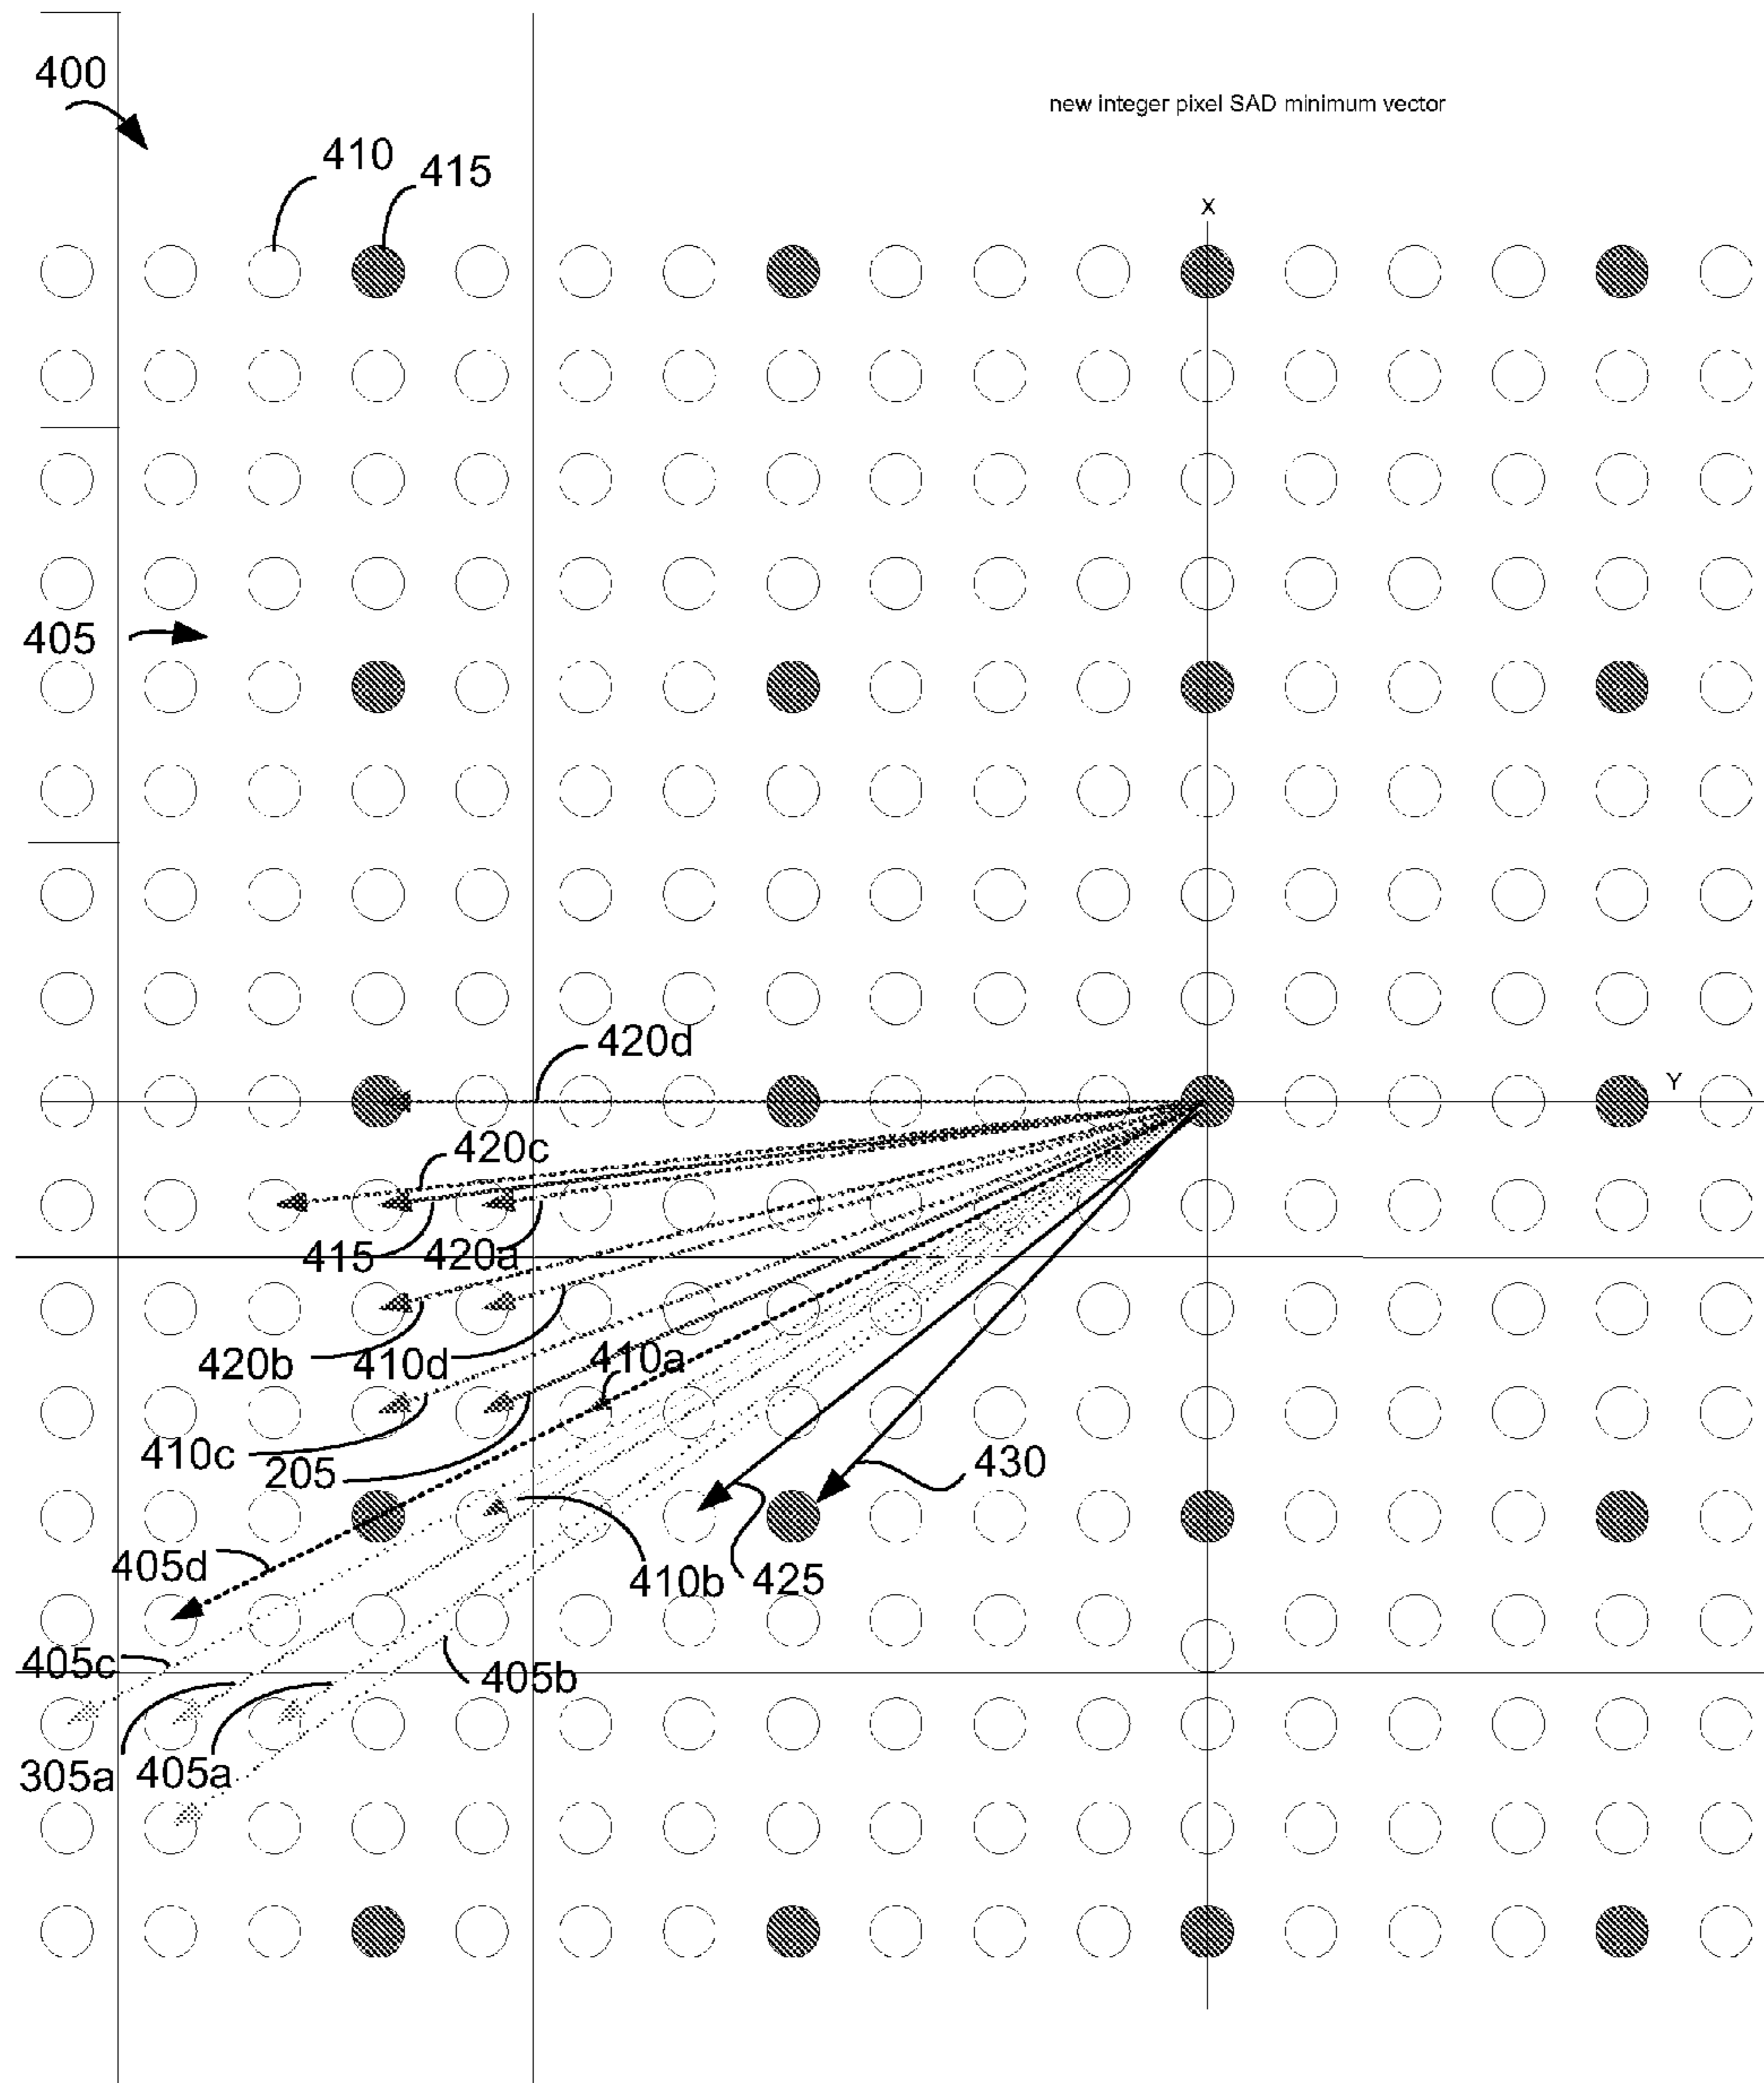 400
new integer pixel SAD minimum vector
410
415
X
405
420d
Y
420c
415
420a
420b
410d
410a
410c
205
430
405d
410b
425
405c
405b
305a
405a